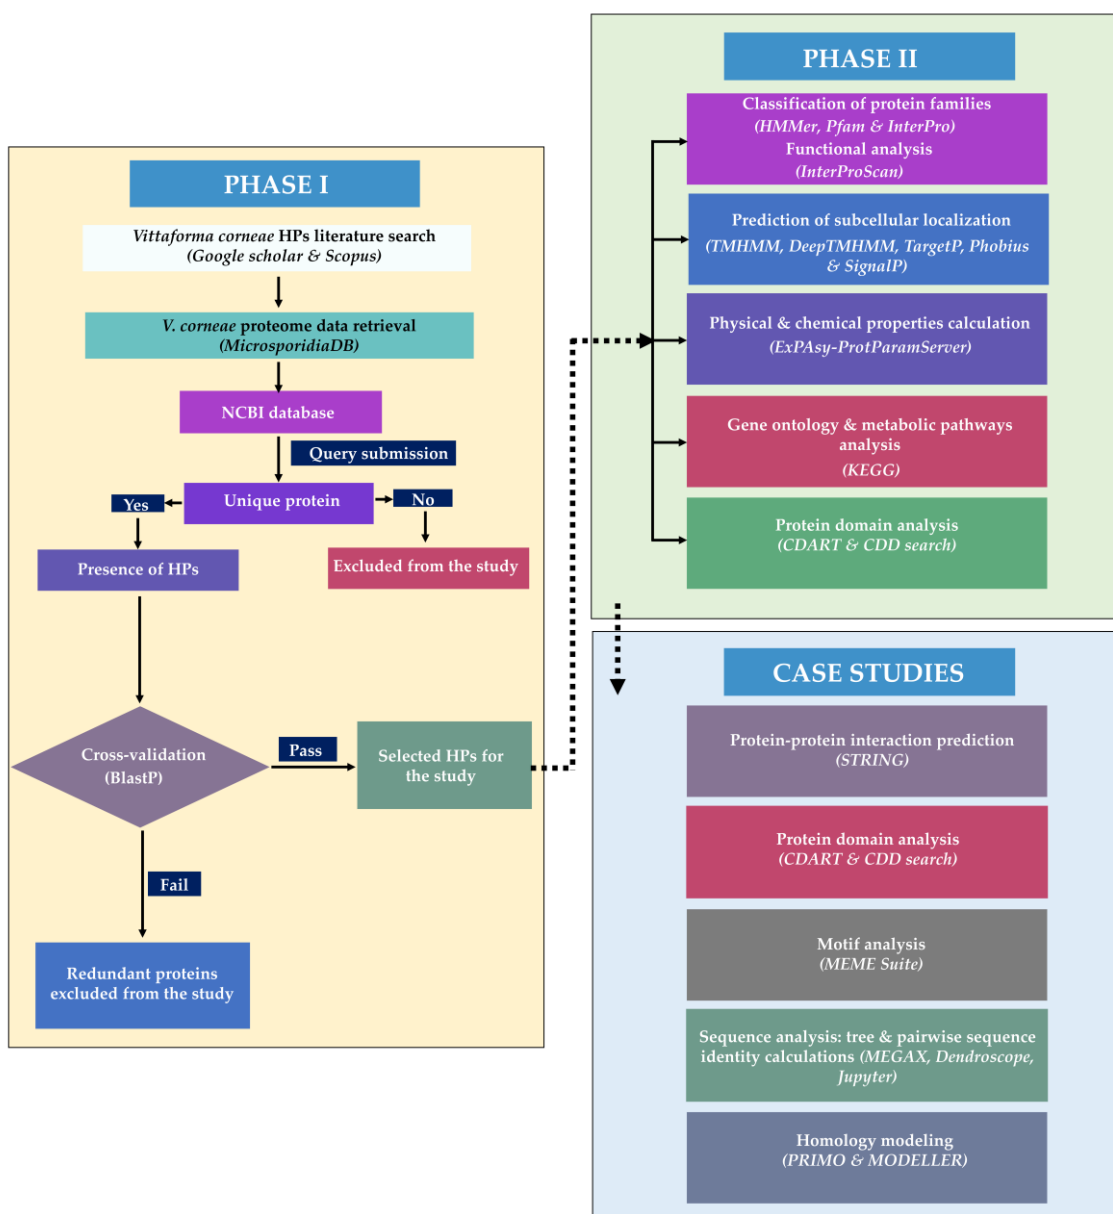 PHASE I
Vittaforma corneae HPs literature search
(Google scholar & Scopus)
V. corneae proteome data retrieval
(MicrosporidiaDB)
NCBI database
Query submission
Unique protein
Yes
No
Presence of HPs
Excluded from the study
Cross-validation
(BlastP)
Pass
Selected HPs for
the study
Fail
Redundant proteins
excluded from the study
PHASE II
Classification of protein families
(HMMer, Pfam & InterPro)
Functional analysis
(InterProScan)
Prediction of subcellular localization
(TMHMM, DeepTMHMM, TargetP, Phobius
& SignalP)
Physical & chemical properties calculation
(ExPAsy-ProtParamServer)
Gene ontology & metabolic pathways
analysis
(KEGG)
Protein domain analysis
(CDART & CDD search)
CASE STUDIES
Protein-protein interaction prediction
(STRING)
Protein domain analysis
(CDART & CDD search)
Motif analysis
(MEME Suite)
Sequence analysis: tree & pairwise sequence
identity calculations (MEGAX, Dendroscope,
Jupyter)
Homology modeling
(PRIMO & MODELLER)